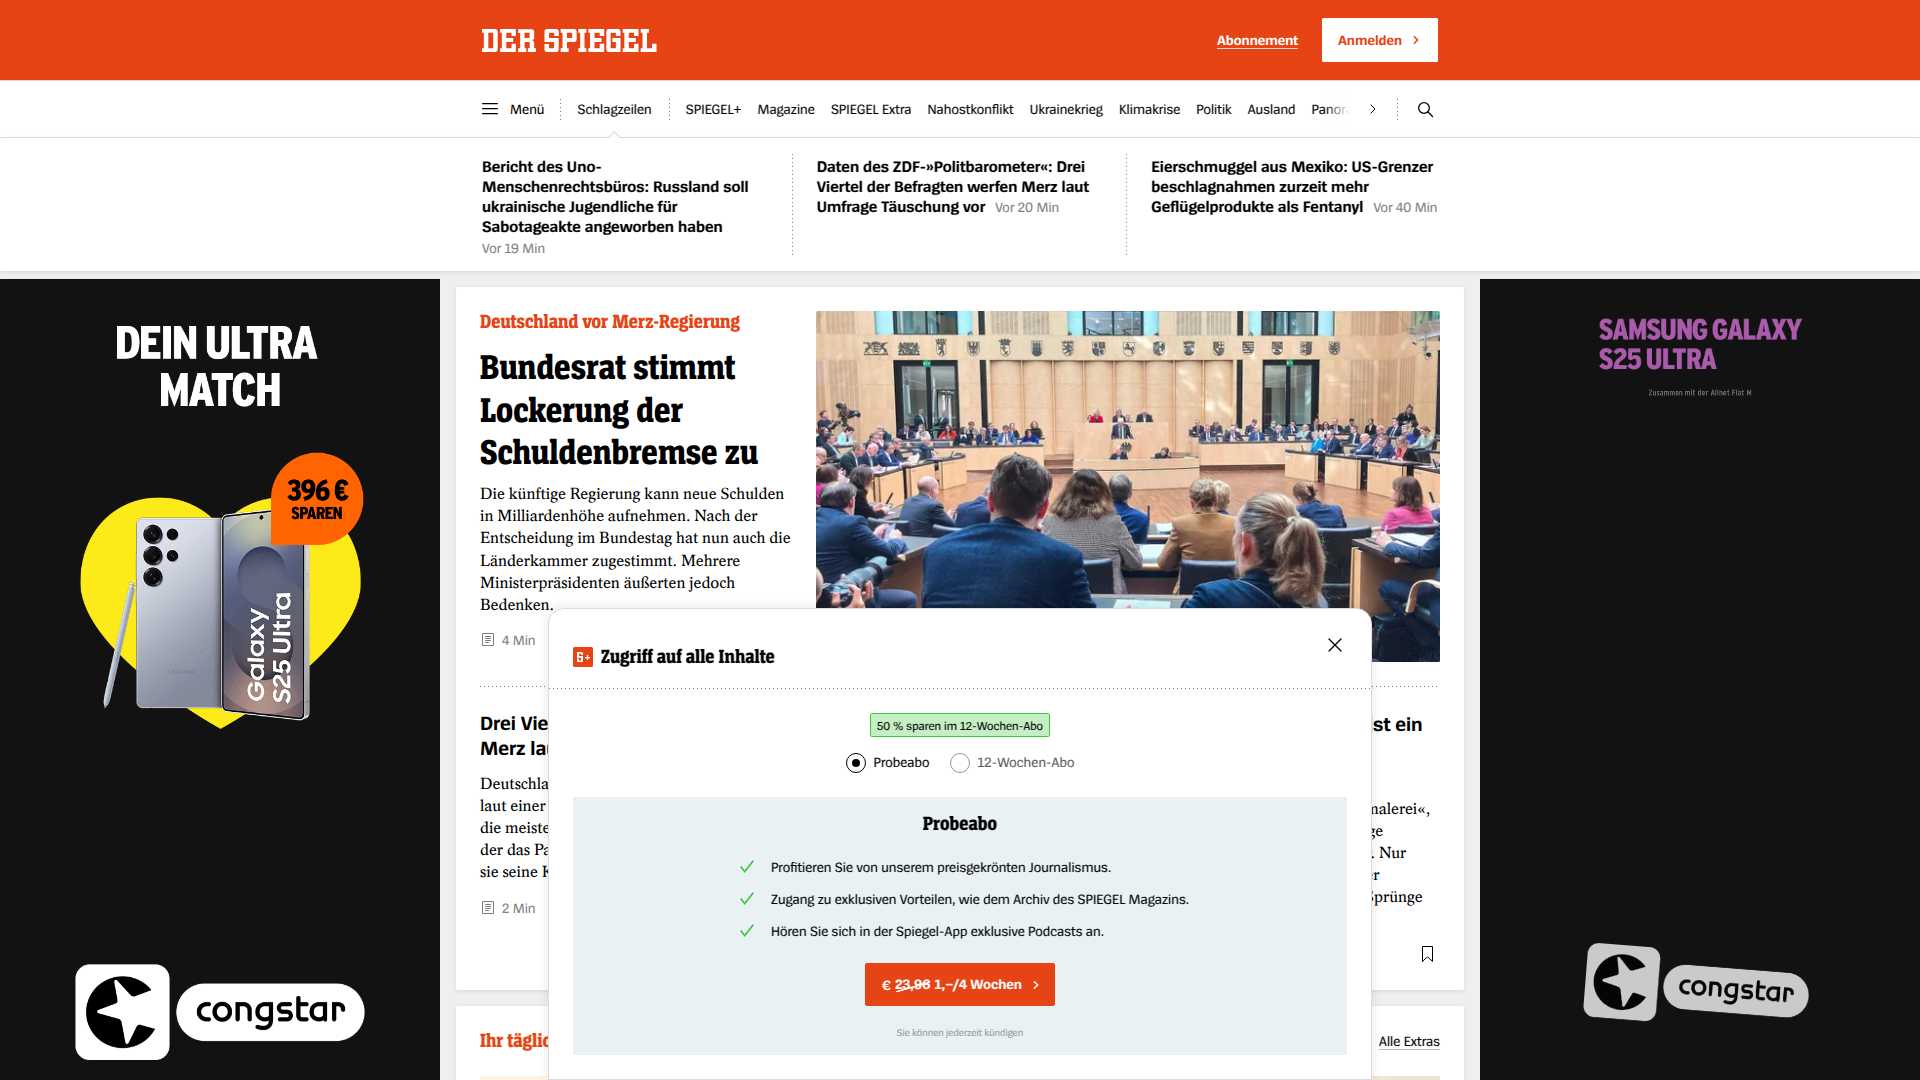 DER SPIEGEL
Abonnement
Anmelden
Menü
Schlagzeilen
SPIEGEL+
Magazine
SPIEGEL Extra
Nahostkonflikt
Ukrainekrieg
Klimakrise
Politik
Ausland
Panor
Bericht des Uno-
Menschenrechtsbüros: Russland soll
ukrainische Jugendliche für
Sabotageakte angeworben haben
Vor 19 Min
Daten des ZDF-»Politbarometer«: Drei
Viertel der Befragten werfen Merz laut
Umfrage Täuschung vor Vor 20 Min
Eierschmuggel aus Mexiko: US-Grenzer
beschlagnahmen zurzeit mehr
Geflügelprodukte als Fentanyl Vor 40 Min
DEIN ULTRA
MATCH
396 €
SPAREN
Galaxy
S25 Ultra
congstar
Deutschland vor Merz-Regierung
Bundesrat stimmt
Lockerung der
Schuldenbremse zu
Die künftige Regierung kann neue Schulden
in Milliardenhöhe aufnehmen. Nach der
Entscheidung im Bundestag hat nun auch die
Länderkammer zugestimmt. Mehrere
Ministerpräsidenten äußerten jedoch
Bedenken.
4 Min
Drei Vie
Merz la
Deutschla
laut einer
die meiste
der das Pa
sie seine K
2 Min
st ein
nalerei«,
ge
. Nur
er
Sprünge
Zugriff auf alle Inhalte
50 % sparen im 12-Wochen-Abo
Probeabo
12-Wochen-Abo
Probeabo
Profitieren Sie von unserem preisgekrönten Journalismus.
Zugang zu exklusiven Vorteilen, wie dem Archiv des SPIEGEL Magazins.
Hören Sie sich in der Spiegel-App exklusive Podcasts an.
€ 23,96 1,–/4 Wochen
Sie können jederzeit kündigen
Ihr täglic
Alle Extras
SAMSUNG GALAXY
S25 ULTRA
Zusammen mit der Allnet Flat M
congstar